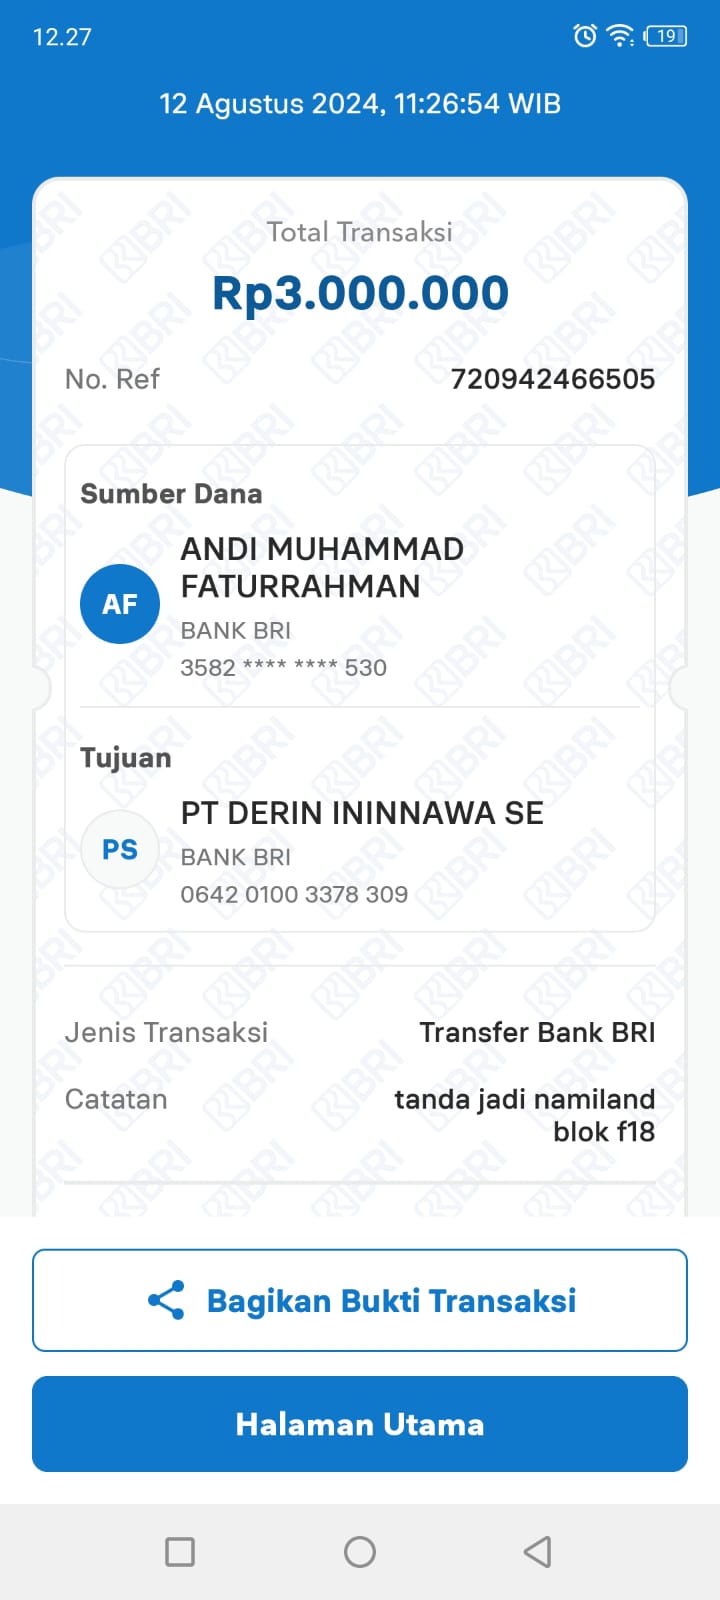 12.27
19
12 Agustus 2024, 11:26:54 WIB
Total Transaksi
Rp3.000.000
No. Ref 720942466505
Sumber Dana
AF
ANDI MUHAMMAD
FATURRAHMAN
BANK BRI
3582 **** **** 530
Tujuan
PS
PT DERIN ININNAWA SE
BANK BRI
0642 0100 3378 309
Jenis Transaksi Transfer Bank BRI
Catatan tanda jadi namiland
blok f18
Bagikan Bukti Transaksi
Halaman Utama